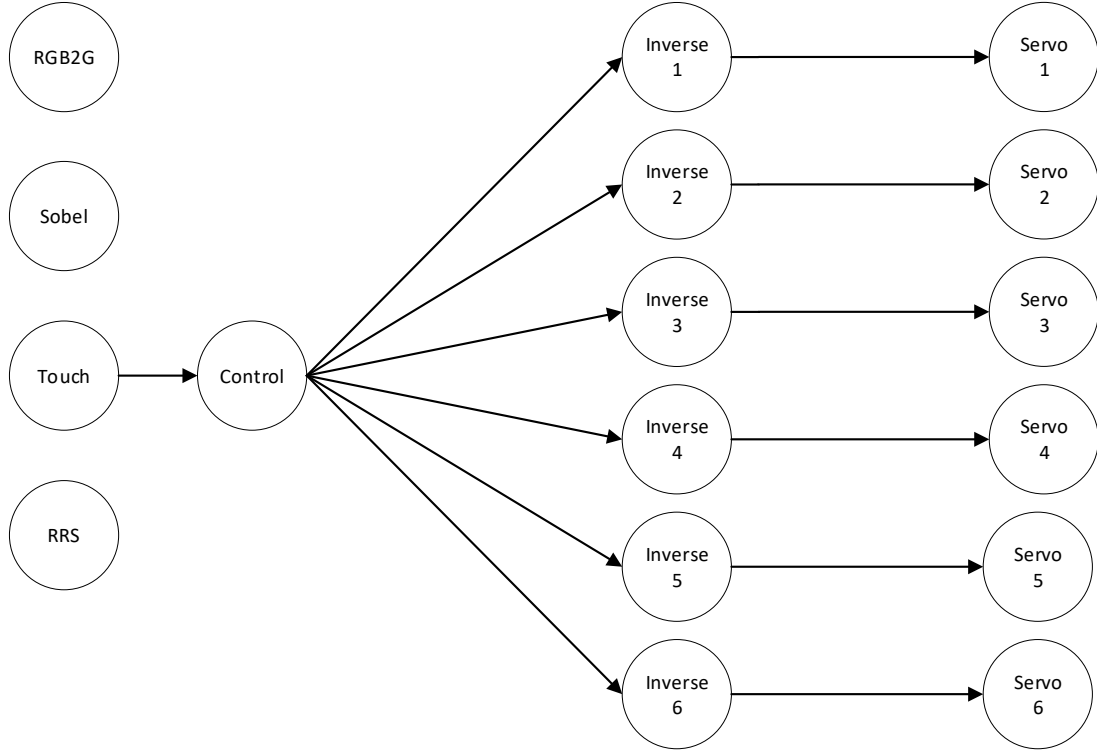 RGB2G
Sobel
Touch
RRS
Control
Inverse
1
Inverse
2
Inverse
3
Inverse
4
Inverse
5
Inverse
6
Servo
1
Servo
2
Servo
3
Servo
4
Servo
5
Servo
6